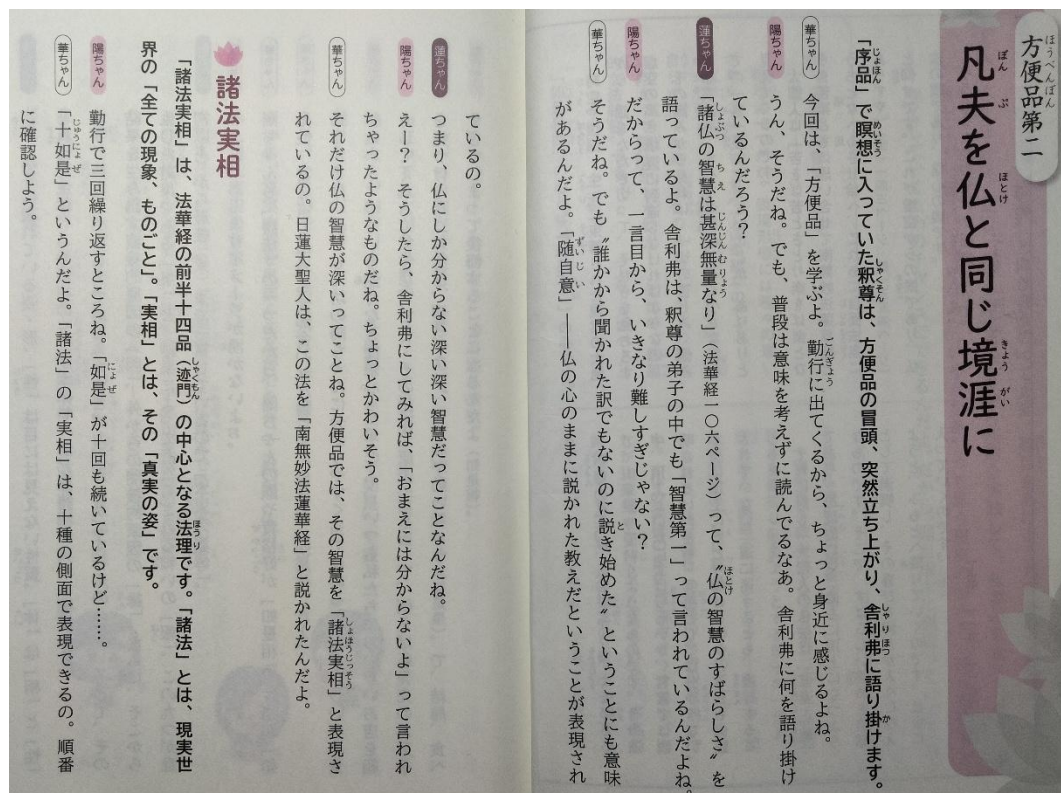 方便品第二
凡夫を仏と同じ境涯に
「序品」で瞑想に入っていた釈尊は、方便品の冒頭、突然立ち上がり、舎利弗に語り掛けます。
華ちゃん 今回は、「方便品」を学ぶよ。勤行に出てくるから、ちょっと身近に感じるよね。
陽ちゃん うん、そうだね。でも、普段は意味を考えずに読んでるなあ。舎利弗に何を語り掛け
ているんだろう?
蓮ちゃん 「諸仏の智慧は甚深無量なり」(法華経一〇六ページ)って、〝仏の智慧のすばらしさ〟を
語っているよ。舎利弗は、釈尊の弟子の中でも「智慧第一」って言われているんだよね。
陽ちゃん だからって、一言目から、いきなり難しすぎじゃない?
華ちゃん そうだね。でも〝誰かから聞かれた訳でもないのに説き始めた〟ということにも意味
があるんだよ。「随自意」――仏の心のままに説かれた教えだということが表現され
ているの。
蓮ちゃん つまり、仏にしか分からない深い深い智慧だってことなんだね。
陽ちゃん えー? そうしたら、舎利弗にしてみれば、「おまえには分からないよ」って言われ
ちゃったようなものだね。ちょっとかわいそう。
華ちゃん それだけ仏の智慧が深いってことね。方便品では、その智慧を「諸法実相」と表現さ
れているの。日蓮大聖人は、この法を「南無妙法蓮華経」と説かれたんだよ。
諸法実相
「諸法実相」は、法華経の前半十四品(迹門)の中心となる法理です。「諸法」とは、現実世
界の「全ての現象、ものごと」。「実相」とは、その「真実の姿」です。
陽ちゃん 勤行で三回繰り返すところね。「如是」が十回も続いているけど……。
華ちゃん 「十如是」というんだよ。「諸法」の「実相」は、十種の側面で表現できるの。順番
に確認しよう。